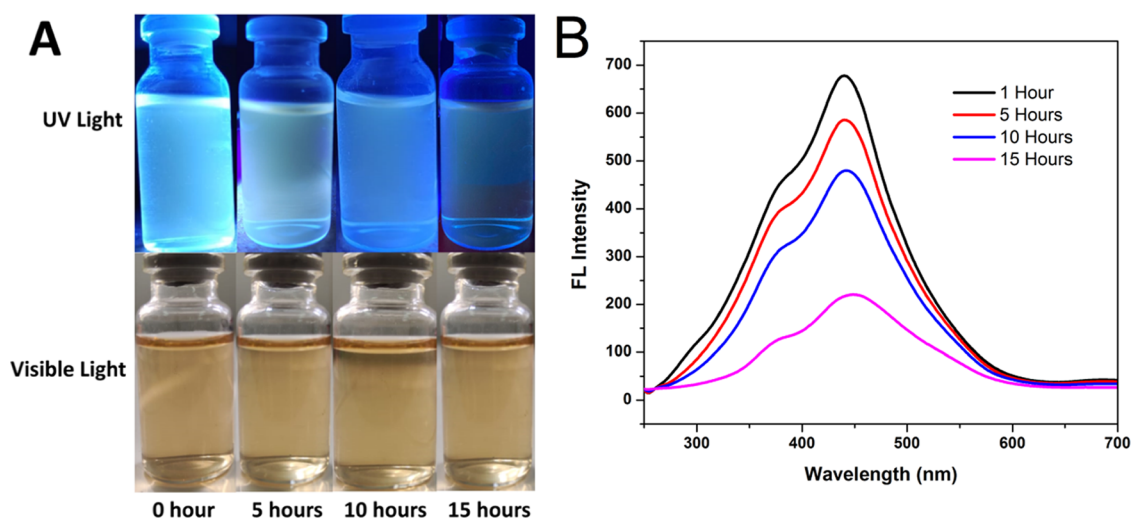 A
UV Light
Visible Light
0 hour
5 hours
10 hours
15 hours
B
FL Intensity
700
600
500
400
300
200
100
0
1 Hour
5 Hours
10 Hours
15 Hours
300
400
500
600
700
Wavelength (nm)